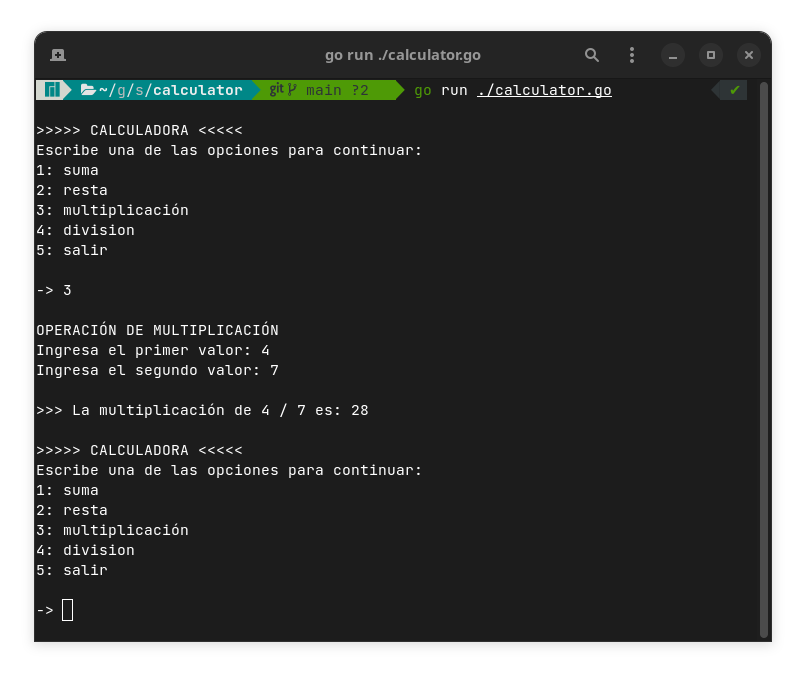 go run ./calculator.go
~/g/s/calculator git main ?2 go run ./calculator.go ✔
>>>>> CALCULADORA <<<<<
Escribe una de las opciones para continuar:
1: suma
2: resta
3: multiplicación
4: division
5: salir
-> 3
OPERACIÓN DE MULTIPLICACIÓN
Ingresa el primer valor: 4
Ingresa el segundo valor: 7
>>> La multiplicación de 4 / 7 es: 28
>>>>> CALCULADORA <<<<<
Escribe una de las opciones para continuar:
1: suma
2: resta
3: multiplicación
4: division
5: salir
->